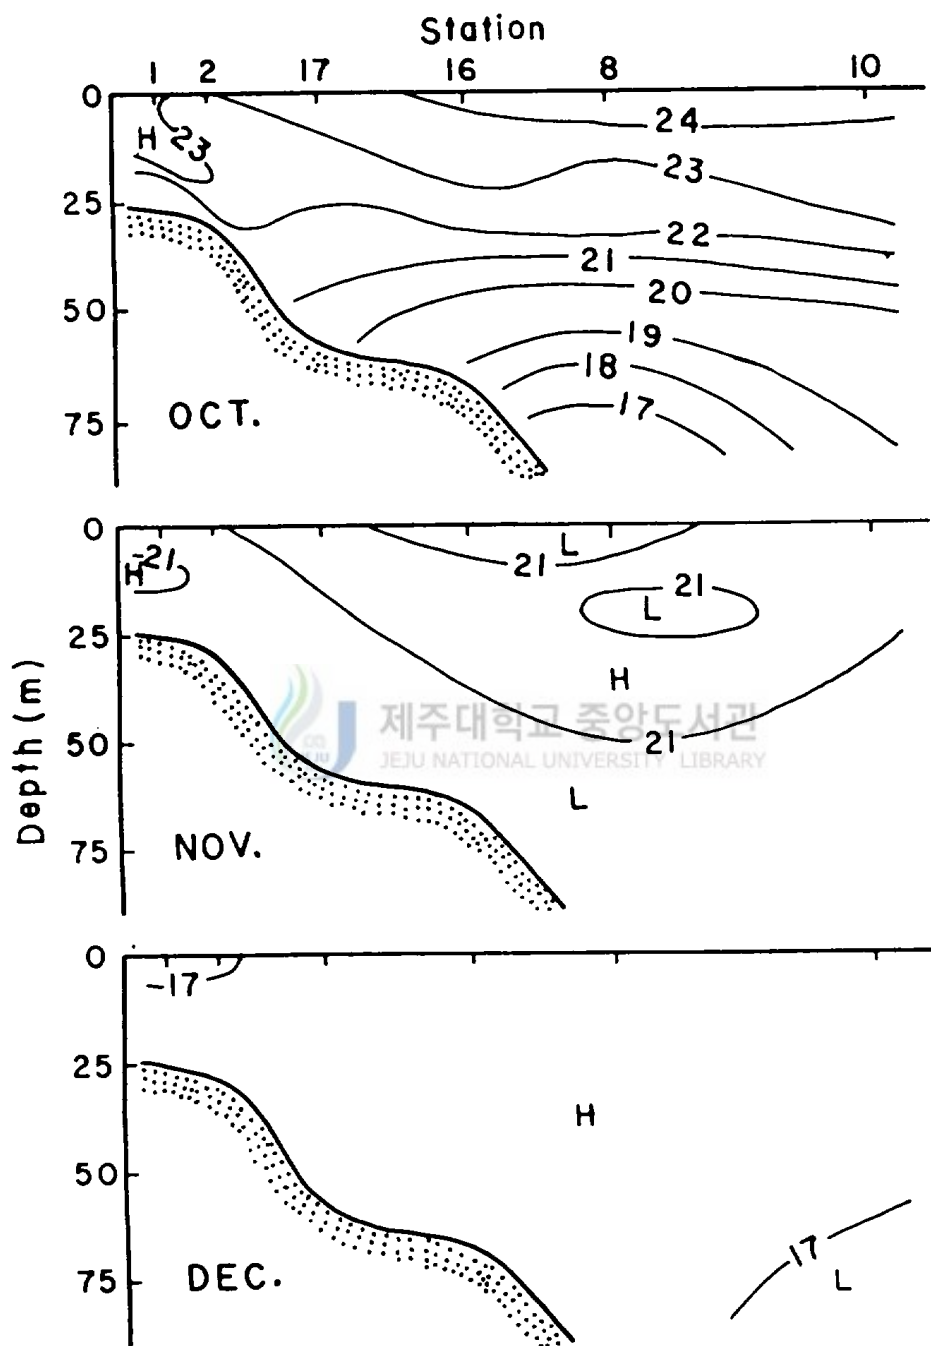 Station
1 2 17 16 8 10
0
H 23
24
23
25
22
21
20
50
19
18
17
75
OCT.
0
L
21
H -21
21
L
25
H
제주대학교 중앙도서관
JEJU NATIONAL UNIVERSITY LIBRARY
50
21
L
Depth (m)
75
NOV.
0
-17
25
H
50
17
L
75
DEC.